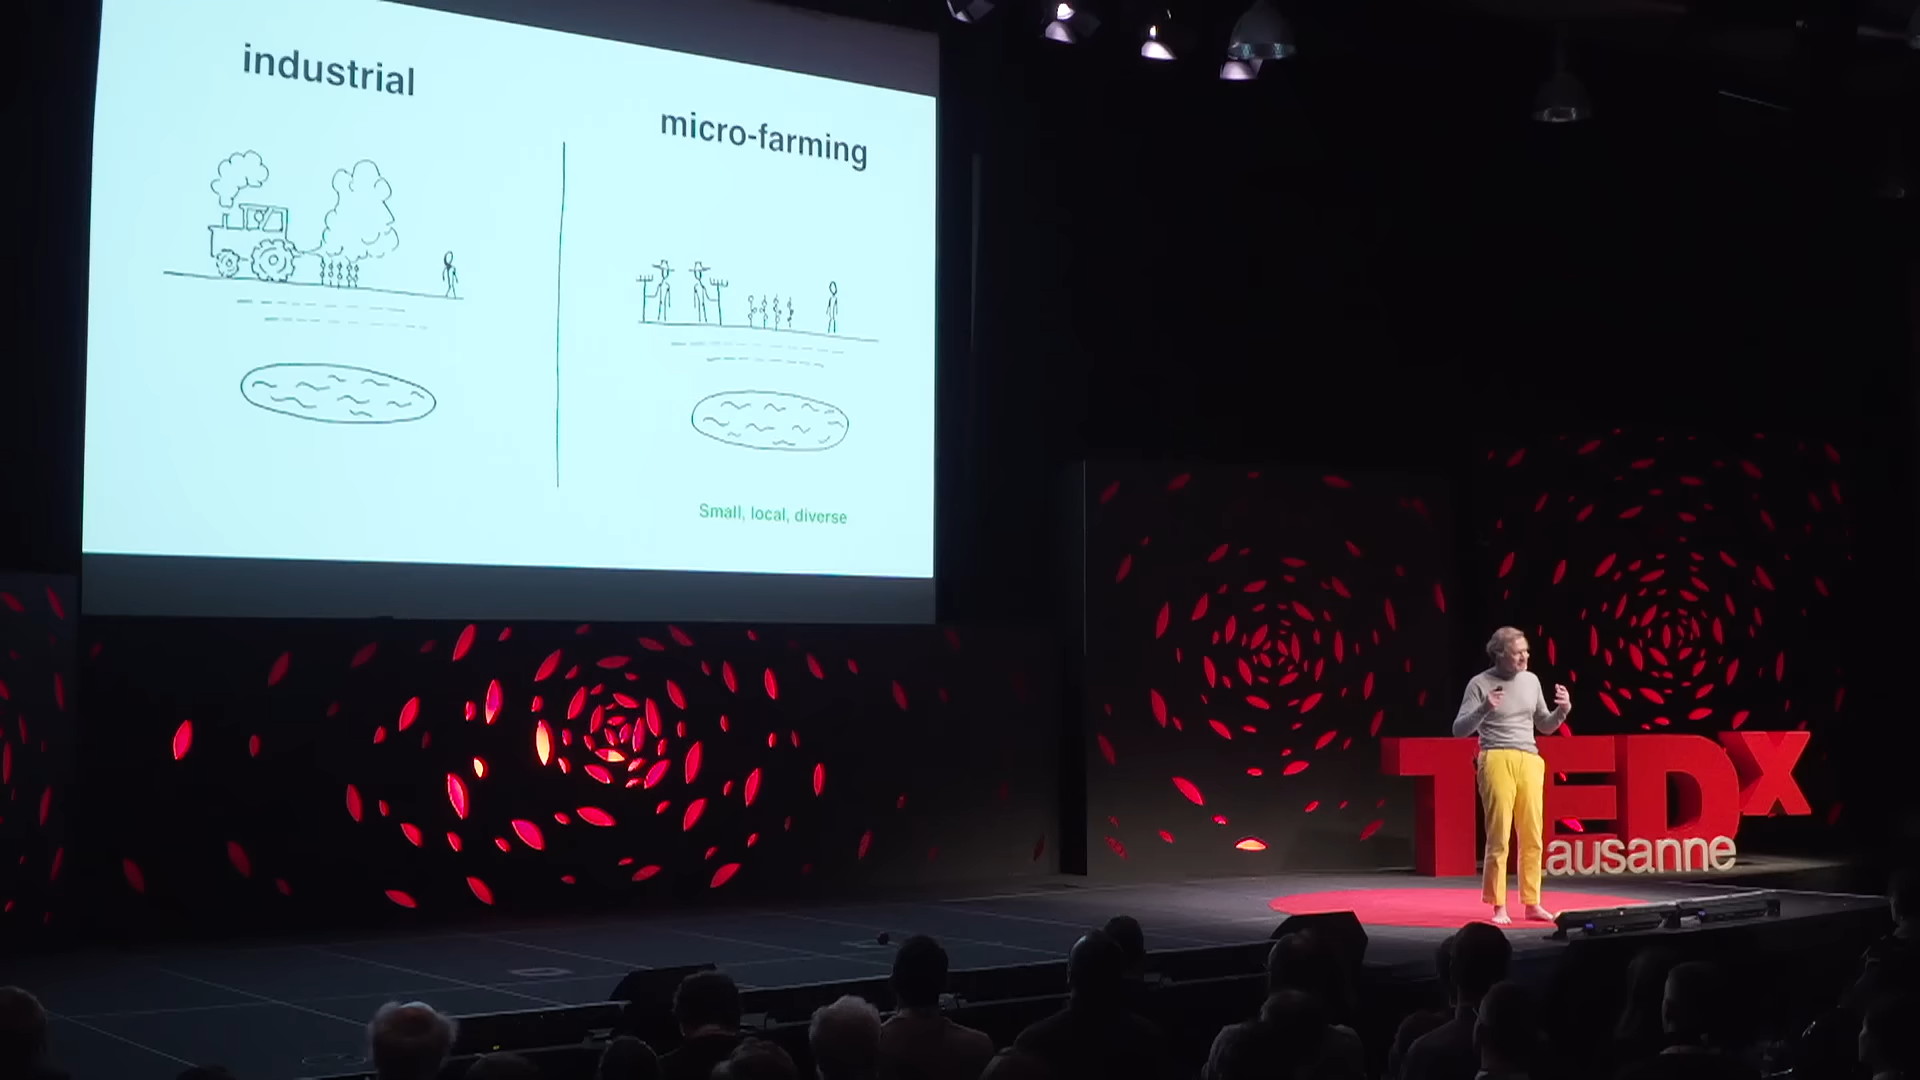 industrial
micro-farming
Small, local, diverse
TEDx
Lausanne